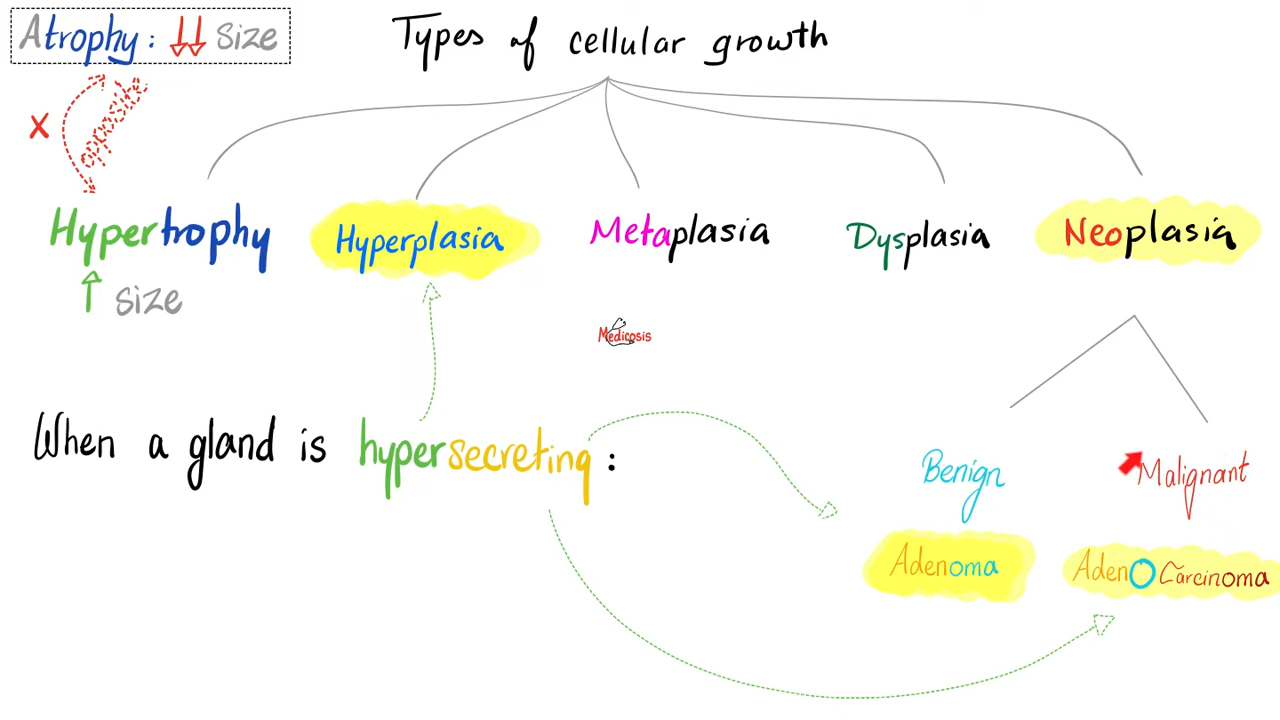 Atrophy: ↓↓ Size
Types of cellular growth
X
Hypertrophy
Hyperplasia
Metaplasia
Dysplasia
Neoplasia
↑ Size
Medicosis
When a gland is hypersecreting:
Benign
Malignant
Adenoma
AdenOCarcinoma